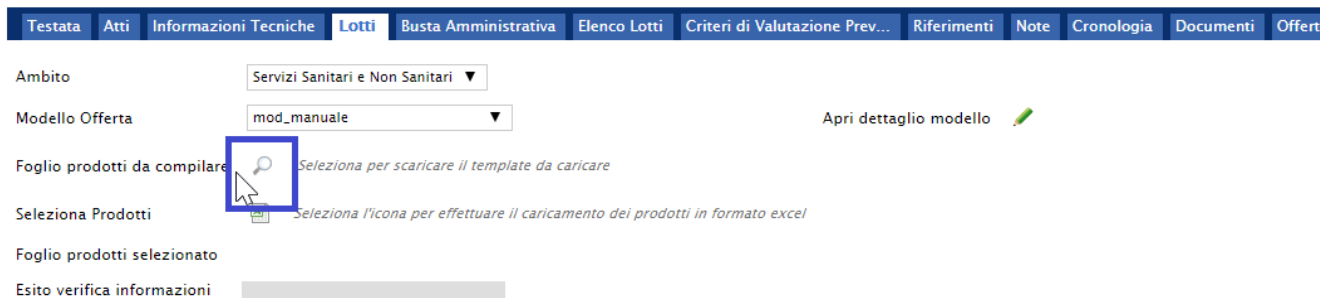 Testata Atti Informazioni Tecniche Lotti Busta Amministrativa Elenco Lotti Criteri di Valutazione Prev... Riferimenti Note Cronologia Documenti Offert
Ambito Servizi Sanitari e Non Sanitari ▼
Modello Offerta mod_manuale ▼ Apri dettaglio modello
Foglio prodotti da compilare Seleziona per scaricare il template da caricare
Seleziona Prodotti Seleziona l'icona per effettuare il caricamento dei prodotti in formato excel
Foglio prodotti selezionato
Esito verifica informazioni